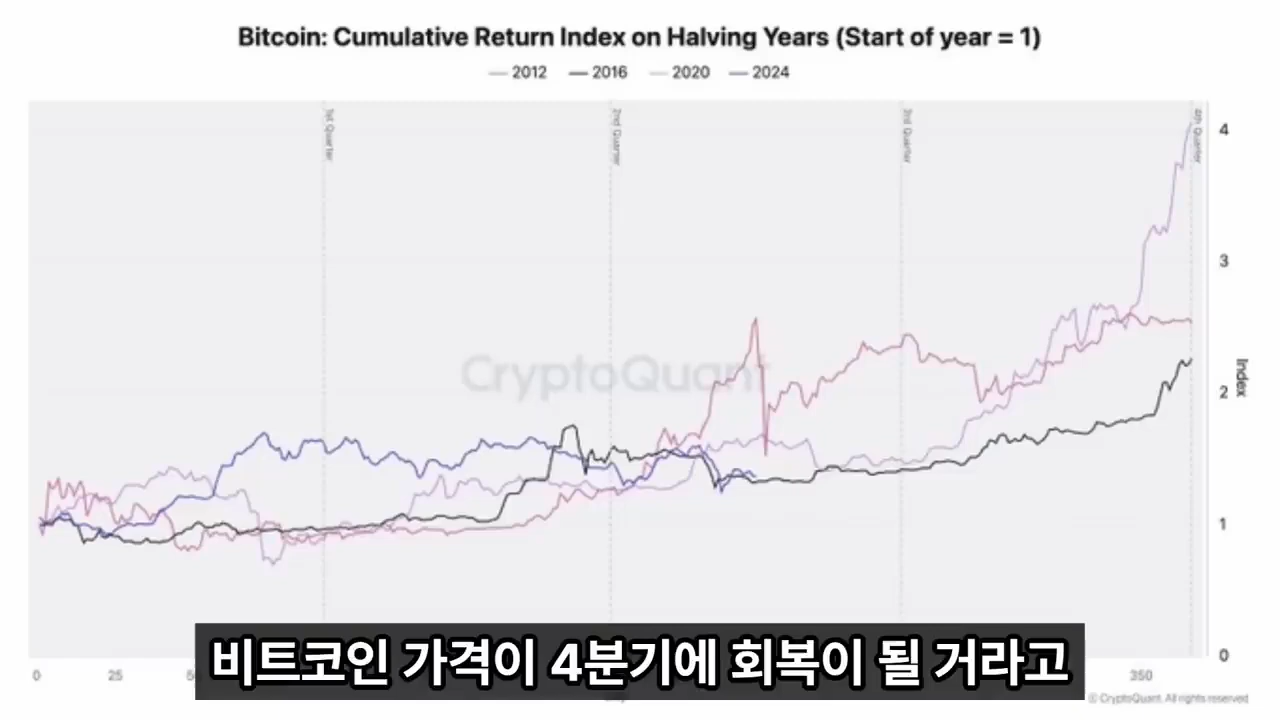 Bitcoin: Cumulative Return Index on Halving Years (Start of year = 1)
2012 2016 2020 2024
1st Quarter
2nd Quarter
3rd Quarter
4th Quarter
4
3
2
1
0
Index
CryptoQuant
0 25 350
비트코인 가격이 4분기에 회복이 될 거라고
© CryptoQuant. All rights reserved